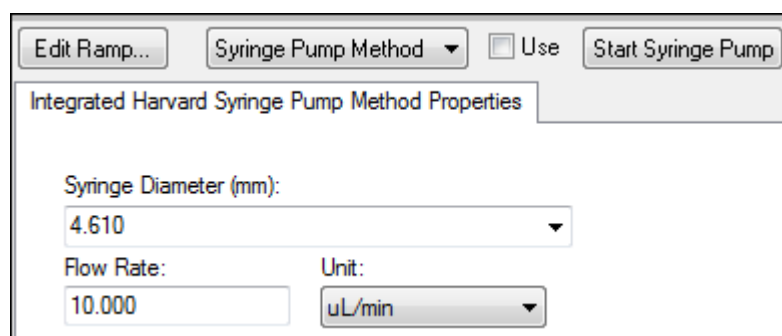 Edit Ramp... Syringe Pump Method Use Start Syringe Pump
Integrated Harvard Syringe Pump Method Properties
Syringe Diameter (mm):
4.610
Flow Rate: Unit:
10.000 uL/min